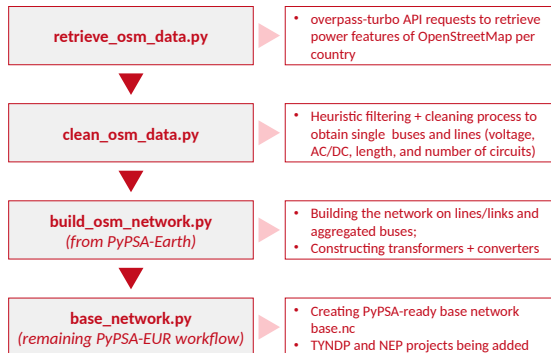 retrieve_osm_data.py
• overpass-turbo API requests to retrieve
power features of OpenStreetMap per
country
clean_osm_data.py
• Heuristic filtering + cleaning process to
obtain single buses and lines (voltage,
AC/DC, length, and number of circuits)
build_osm_network.py
(from PyPSA-Earth)
• Building the network on lines/links and
aggregated buses;
• Constructing transformers + converters
base_network.py
(remaining PyPSA-EUR workflow)
• Creating PyPSA-ready base network
base.nc
• TYNDP and NEP projects being added